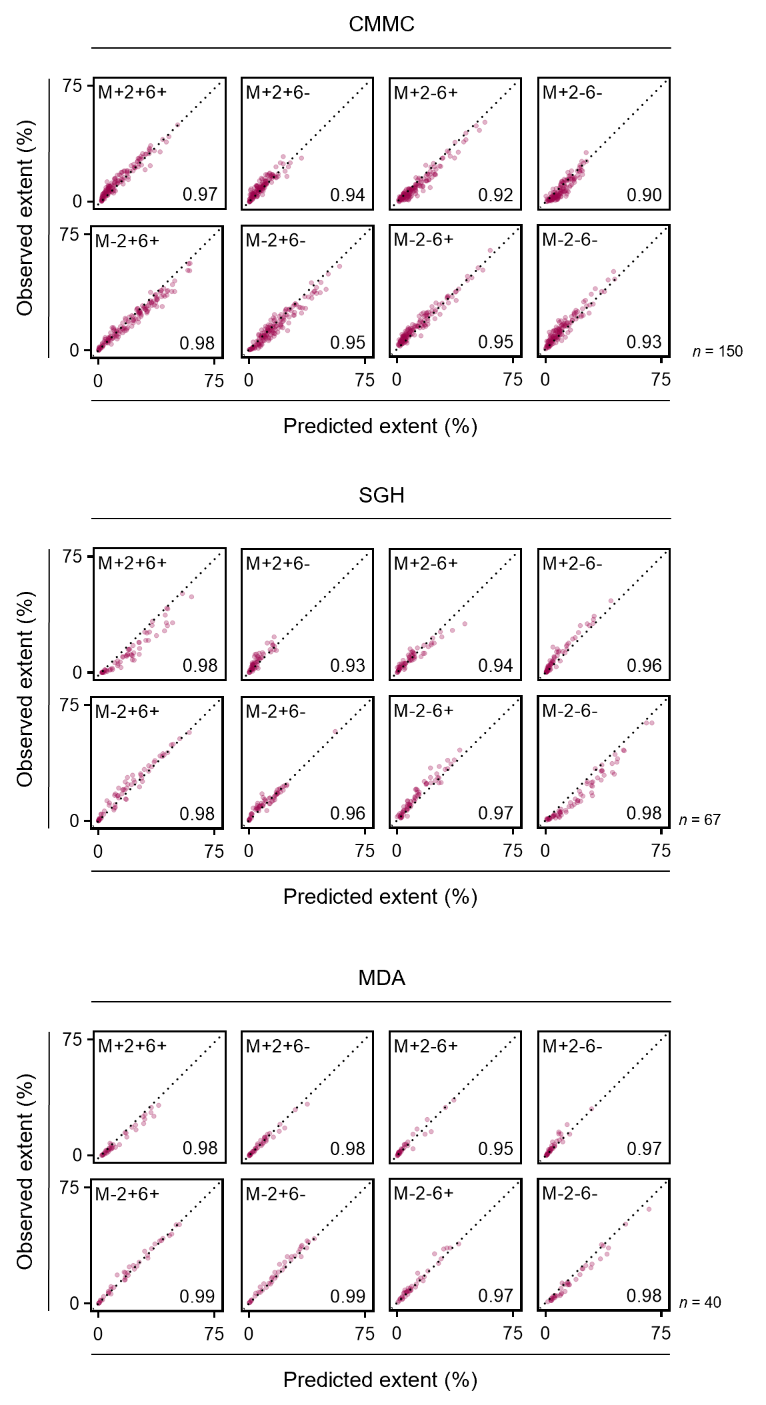 CMMC
Observed extent (%)
75
0
M+2+6+
0.97
M+2+6-
0.94
M+2-6+
0.92
M+2-6-
0.90
75
0
M-2+6+
0.98
M-2+6-
0.95
M-2-6+
0.95
M-2-6-
0.93
n = 150
0 75 0 75 0 75 0 75
Predicted extent (%)
SGH
Observed extent (%)
75
0
M+2+6+
0.98
M+2+6-
0.93
M+2-6+
0.94
M+2-6-
0.96
75
0
M-2+6+
0.98
M-2+6-
0.96
M-2-6+
0.97
M-2-6-
0.98
n = 67
0 75 0 75 0 75 0 75
Predicted extent (%)
MDA
Observed extent (%)
75
0
M+2+6+
0.98
M+2+6-
0.98
M+2-6+
0.95
M+2-6-
0.97
75
0
M-2+6+
0.99
M-2+6-
0.99
M-2-6+
0.97
M-2-6-
0.98
n = 40
0 75 0 75 0 75 0 75
Predicted extent (%)